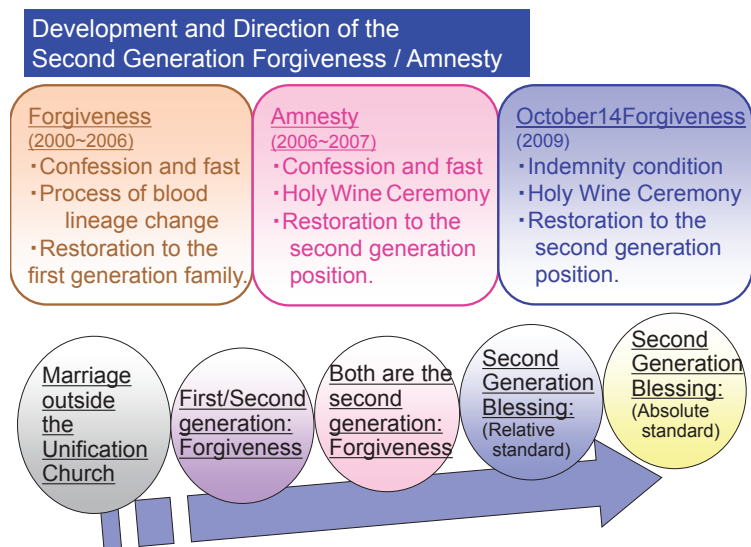 Development and Direction of the
Second Generation Forgiveness / Amnesty
Forgiveness
(2000~2006)
・Confession and fast
・Process of blood
lineage change
・Restoration to the
first generation family.
Amnesty
(2006~2007)
・Confession and fast
・Holy Wine Ceremony
・Restoration to the
second generation
position.
October14Forgiveness
(2009)
・Indemnity condition
・Holy Wine Ceremony
・Restoration to the
second generation
position.
Marriage
outside
the
Unification
Church
First/Second
generation:
Forgiveness
Both are the
second
generation:
Forgiveness
Second
Generation
Blessing:
(Relative
standard)
Second
Generation
Blessing:
(Absolute
standard)